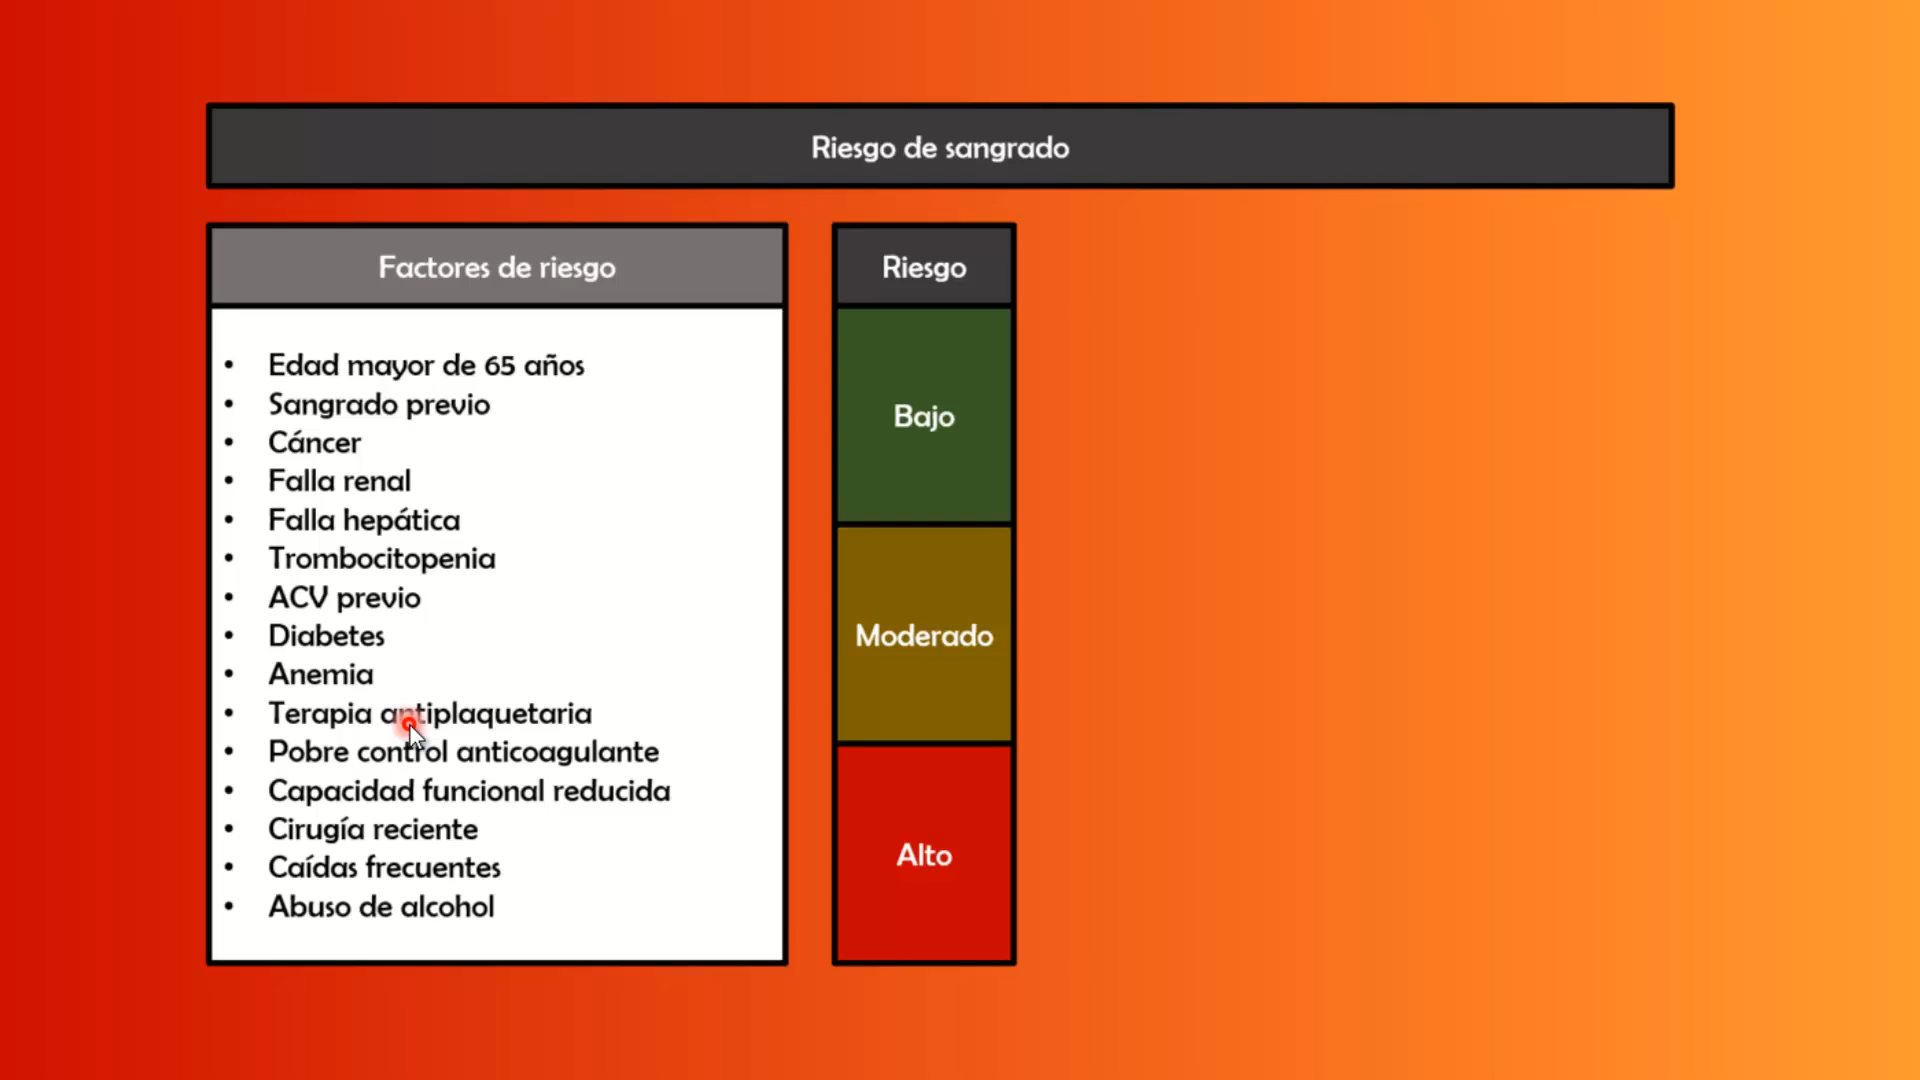 Riesgo de sangrado
Factores de riesgo
• Edad mayor de 65 años
• Sangrado previo
• Cáncer
• Falla renal
• Falla hepática
• Trombocitopenia
• ACV previo
• Diabetes
• Anemia
• Terapia antiplaquetaria
• Pobre control anticoagulante
• Capacidad funcional reducida
• Cirugía reciente
• Caídas frecuentes
• Abuso de alcohol
Riesgo
Bajo
Moderado
Alto